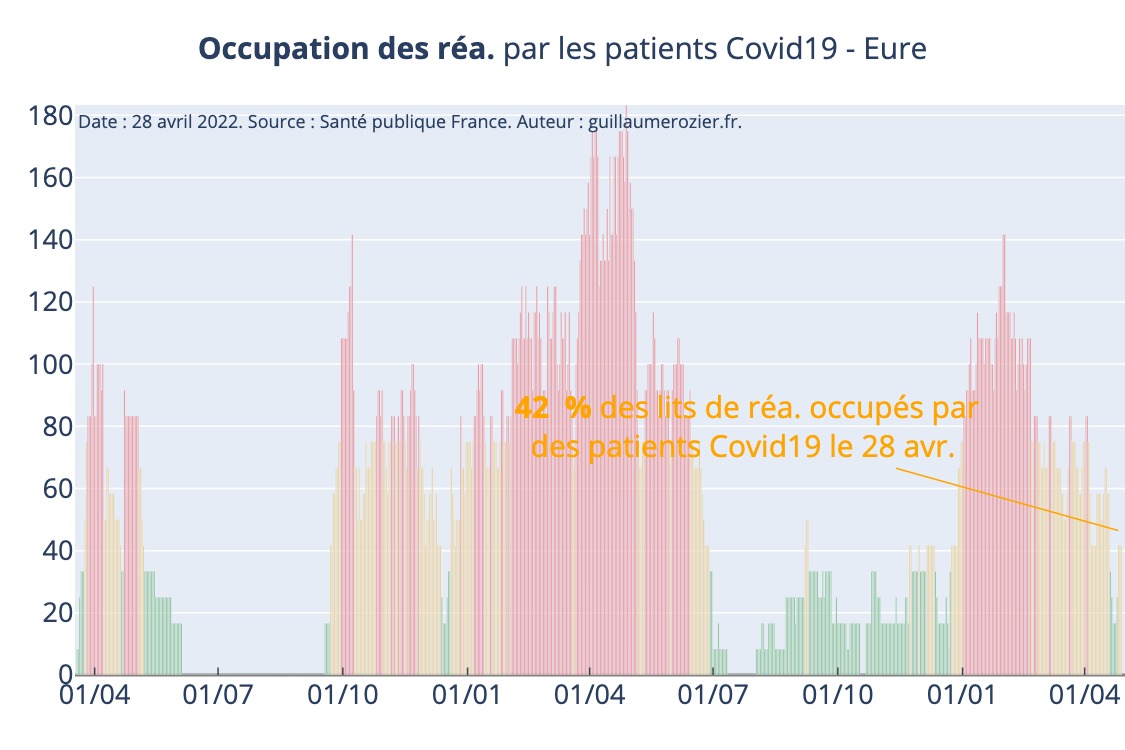 Occupation des réa. par les patients Covid19 - Eure
180
Date : 28 avril 2022. Source : Santé publique France. Auteur : guillaumerozier.fr.
160
140
120
100
42 % des lits de réa. occupés par
80
des patients Covid19 le 28 avr.
60
40
20
0
01/04 01/07 01/10 01/01 01/04 01/07 01/10 01/01 01/04